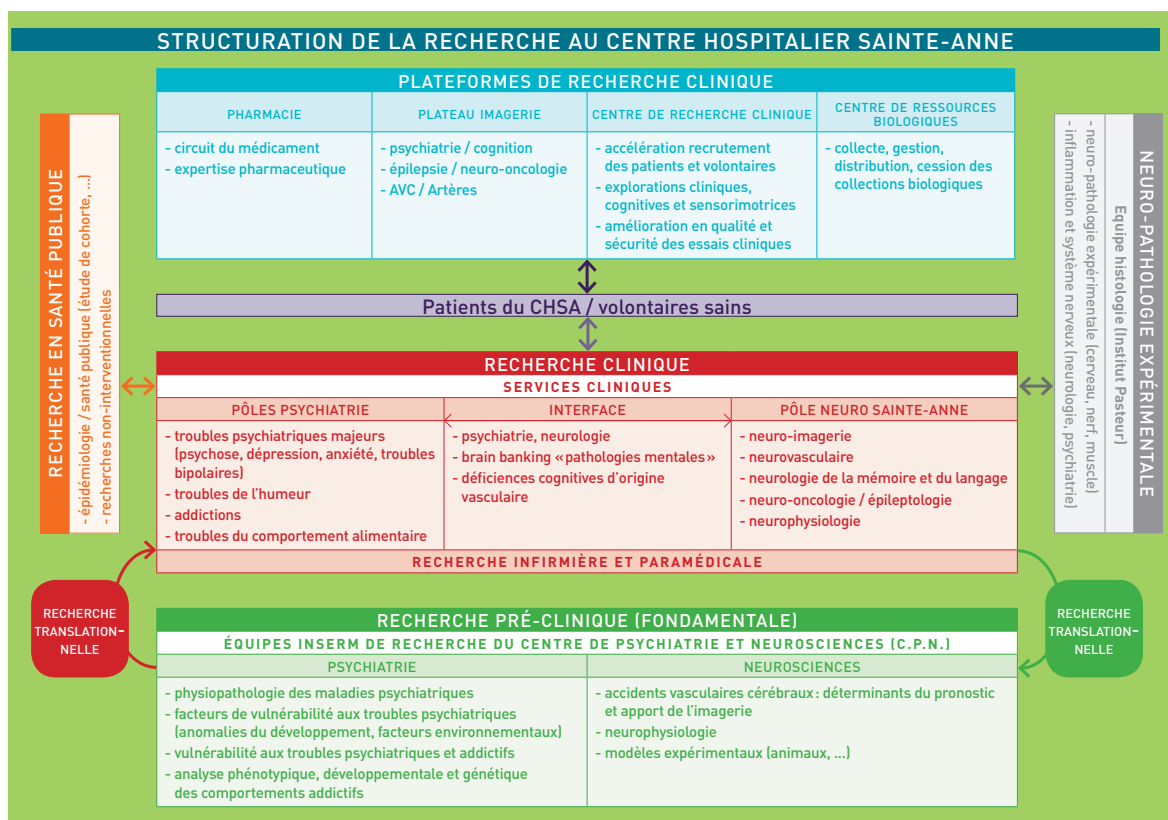 STRUCTURATION DE LA RECHERCHE AU CENTRE HOSPITALIER SAINTE-ANNE
PLATEFORMES DE RECHERCHE CLINIQUE
PHARMACIE
- circuit du médicament
- expertise pharmaceutique
PLATEAU IMAGERIE
- psychiatrie / cognition
- épilepsie / neuro-oncologie
- AVC / Artères
CENTRE DE RECHERCHE CLINIQUE
- accélération recrutement
des patients et volontaires
- explorations cliniques,
cognitives et sensorimotrices
- amélioration en qualité et
sécurité des essais cliniques
CENTRE DE RESSOURCES
BIOLOGIQUES
- collecte, gestion,
distribution, cession des
collections biologiques
RECHERCHE EN SANTÉ PUBLIQUE
- épidémiologie / santé publique (étude de cohorte, ...)
- recherches non-interventionnelles
NEURO-PATHOLOGIE EXPÉRIMENTALE
Equipe histologie (Institut Pasteur)
- neuro-pathologie expérimentale (cerveau, nerf, muscle)
- inflammation et système nerveux (neurologie, psychiatrie)
Patients du CHSA / volontaires sains
RECHERCHE CLINIQUE
SERVICES CLINIQUES
PÔLES PSYCHIATRIE
- troubles psychiatriques majeurs
(psychose, dépression, anxiété, troubles
bipolaires)
- troubles de l'humeur
- addictions
- troubles du comportement alimentaire
INTERFACE
- psychiatrie, neurologie
- brain banking «pathologies mentales»
- déficiences cognitives d'origine
vasculaire
PÔLE NEURO SAINTE-ANNE
- neuro-imagerie
- neurovasculaire
- neurologie de la mémoire et du langage
- neuro-oncologie / épileptologie
- neurophysiologie
RECHERCHE INFIRMIÈRE ET PARAMÉDICALE
RECHERCHE
TRANSLATION-
NELLE
RECHERCHE
TRANSLATION-
NELLE
RECHERCHE PRÉ-CLINIQUE (FONDAMENTALE)
ÉQUIPES INSERM DE RECHERCHE DU CENTRE DE PSYCHIATRIE ET NEUROSCIENCES (C.P.N.)
PSYCHIATRIE
- physiopathologie des maladies psychiatriques
- facteurs de vulnérabilité aux troubles psychiatriques
(anomalies du développement, facteurs environnementaux)
- vulnérabilité aux troubles psychiatriques et addictifs
- analyse phénotypique, développementale et génétique
des comportements addictifs
NEUROSCIENCES
- accidents vasculaires cérébraux : déterminants du pronostic
et apport de l'imagerie
- neurophysiologie
- modèles expérimentaux (animaux, ...)